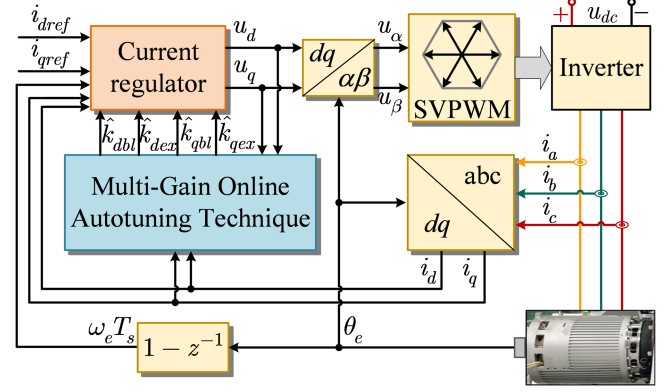 i_dref
i_qref
Current
regulator
u_d
u_q
dq
αβ
u_α
u_β
SVPWM
+ u_dc −
Inverter
k̂_dbl k̂_dex k̂_qbl k̂_qex
Multi-Gain Online
Autotuning Technique
abc
dq
i_a
i_b
i_c
i_d i_q
ω_eT_s
1 − z⁻¹
θ_e